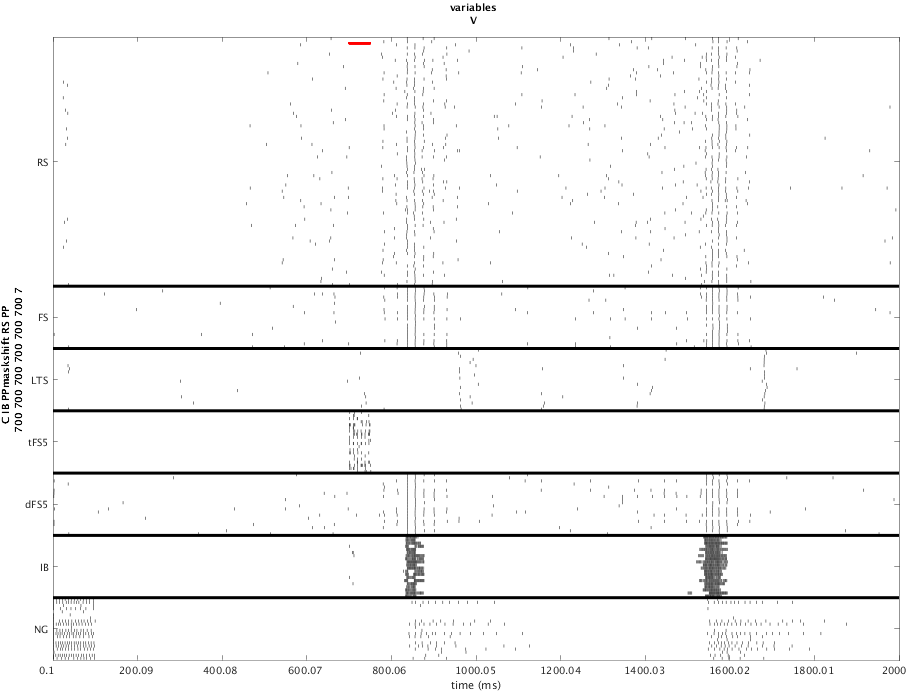 variables
V
RS
FS
LTS
tFS5
dFS5
IB
NG
C IB PPmaskshift RS PP
700 700 700 700 700 700 7
0.1 200.09 400.08 600.07 800.06 1000.05 1200.04 1400.03 1600.02 1800.01 2000
time (ms)